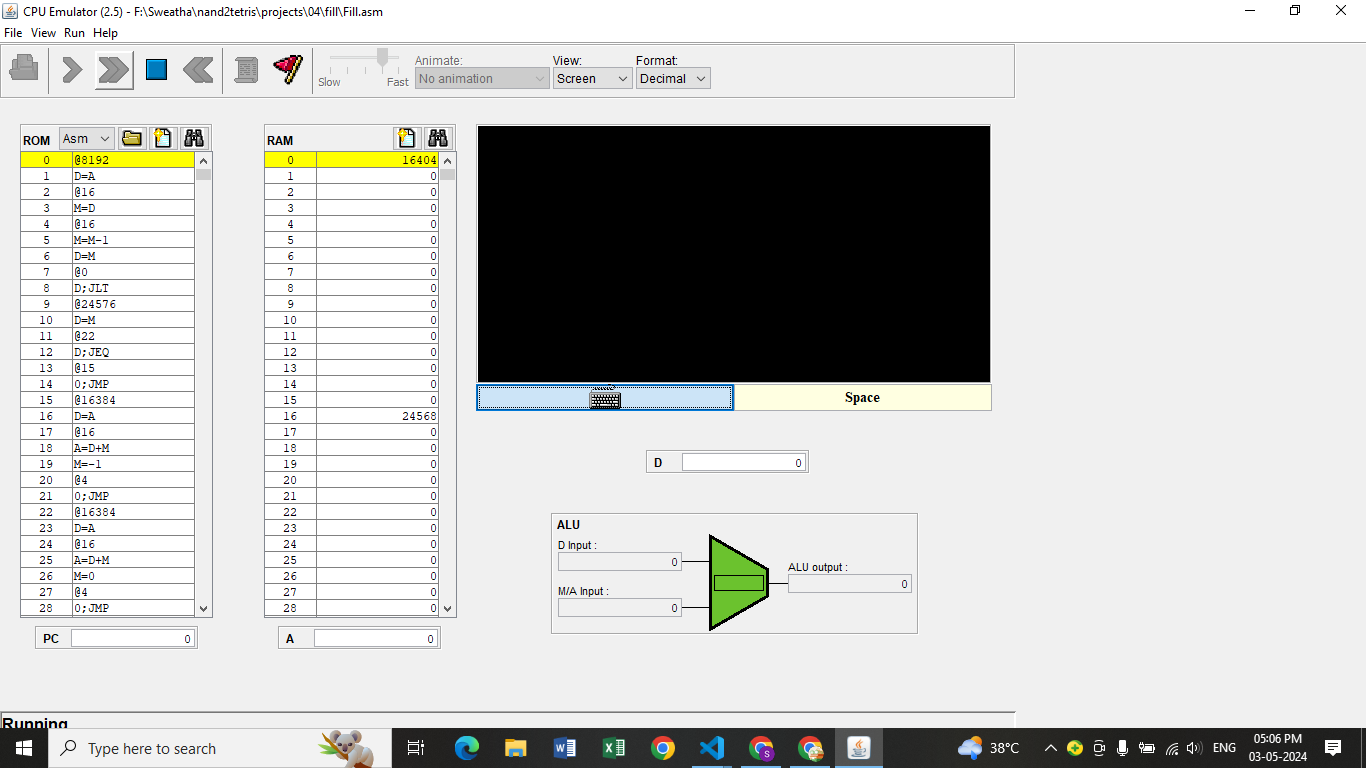 CPU Emulator (2.5) - F:\Sweatha\nand2tetris\projects\04\fill\Fill.asm
File View Run Help
Animate: View: Format:
Slow Fast No animation Screen Decimal
ROM Asm RAM
0 @8192 0 16404
1 D=A 1 0
2 @16 2 0
3 M=D 3 0
4 @16 4 0
5 M=M-1 5 0
6 D=M 6 0
7 @0 7 0
8 D;JLT 8 0
9 @24576 9 0
10 D=M 10 0
11 @22 11 0
12 D;JEQ 12 0
13 @15 13 0
14 0;JMP 14 0
15 @16384 15 0
16 D=A 16 24568
17 @16 17 0
18 A=D+M 18 0
19 M=-1 19 0
20 @4 20 0
21 0;JMP 21 0
22 @16384 22 0
23 D=A 23 0
24 @16 24 0
25 A=D+M 25 0
26 M=0 26 0
27 @4 27 0
28 0;JMP 28 0
Space
D 0
ALU
D Input :
0
M/A Input :
0
ALU output :
0
PC 0 A 0
Running
Type here to search
38°C
ENG
05:06 PM
03-05-2024